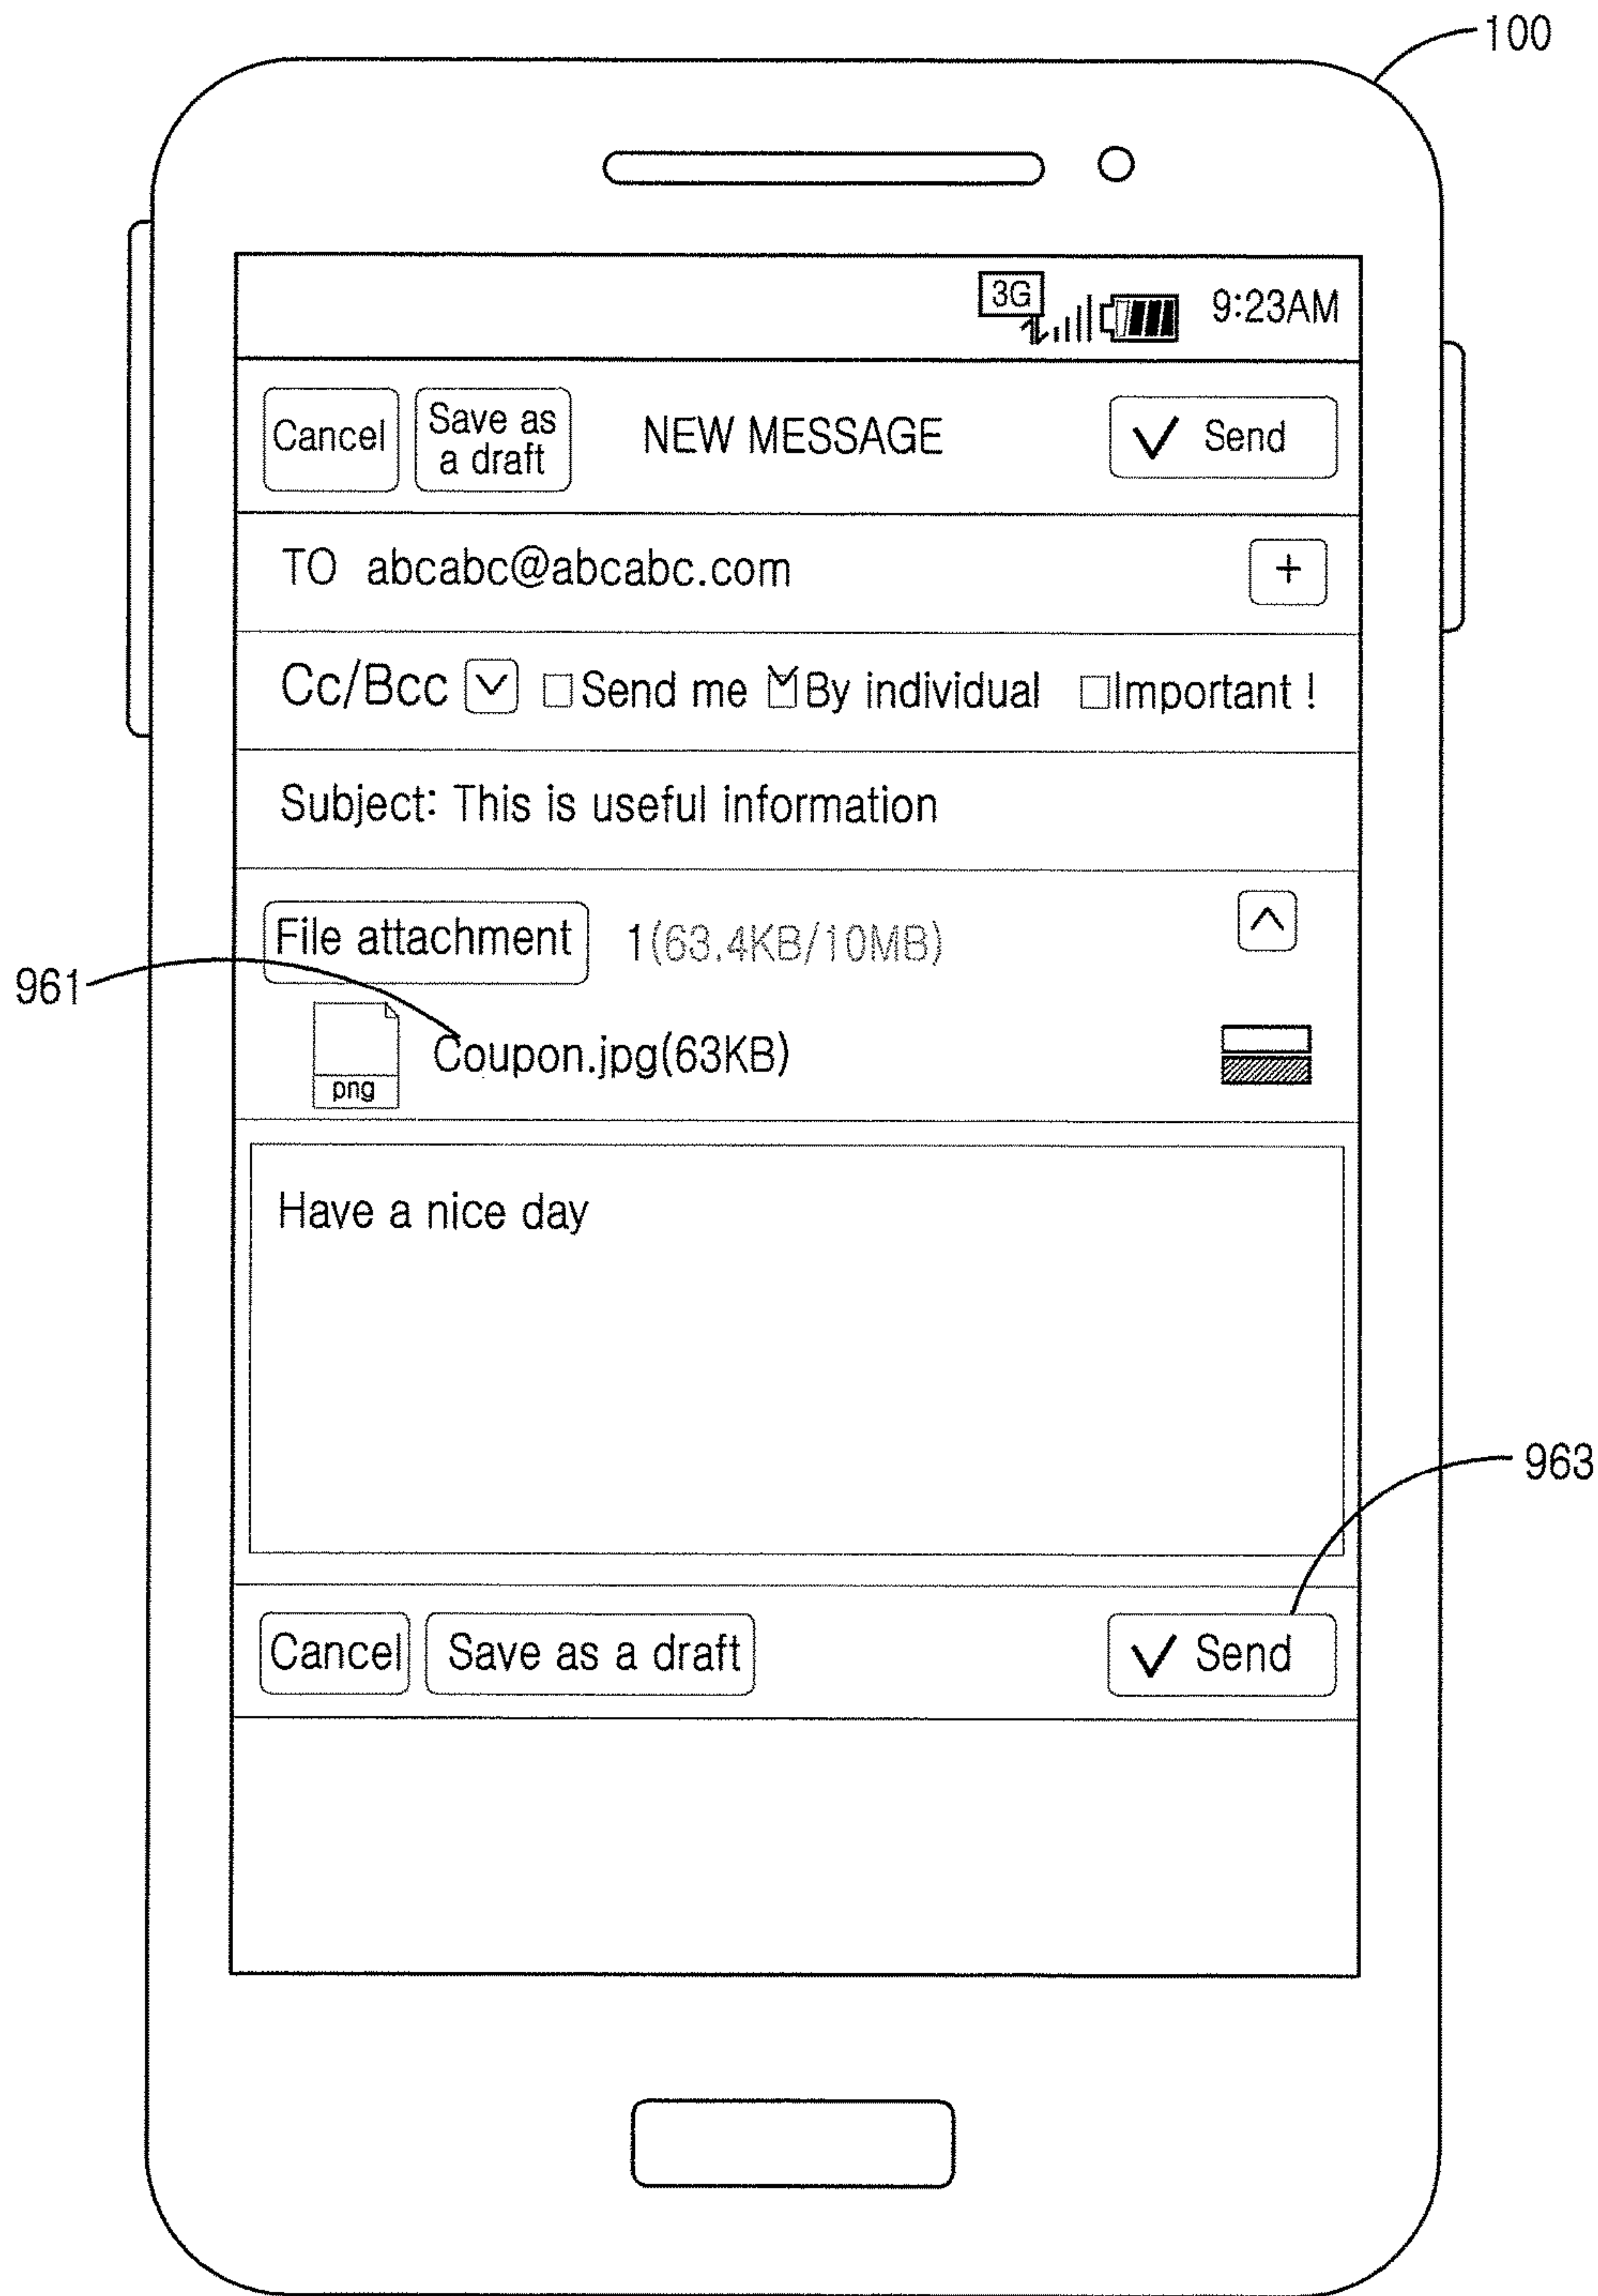 100
3G 9:23AM
Cancel Save as a draft NEW MESSAGE Send
TO abcabc@abcabc.com +
Cc/Bcc Send me By individual Important !
Subject: This is useful information
File attachment 1(63.4KB/10MB)
961
png Coupon.jpg(63KB)
Have a nice day
963
Cancel Save as a draft Send